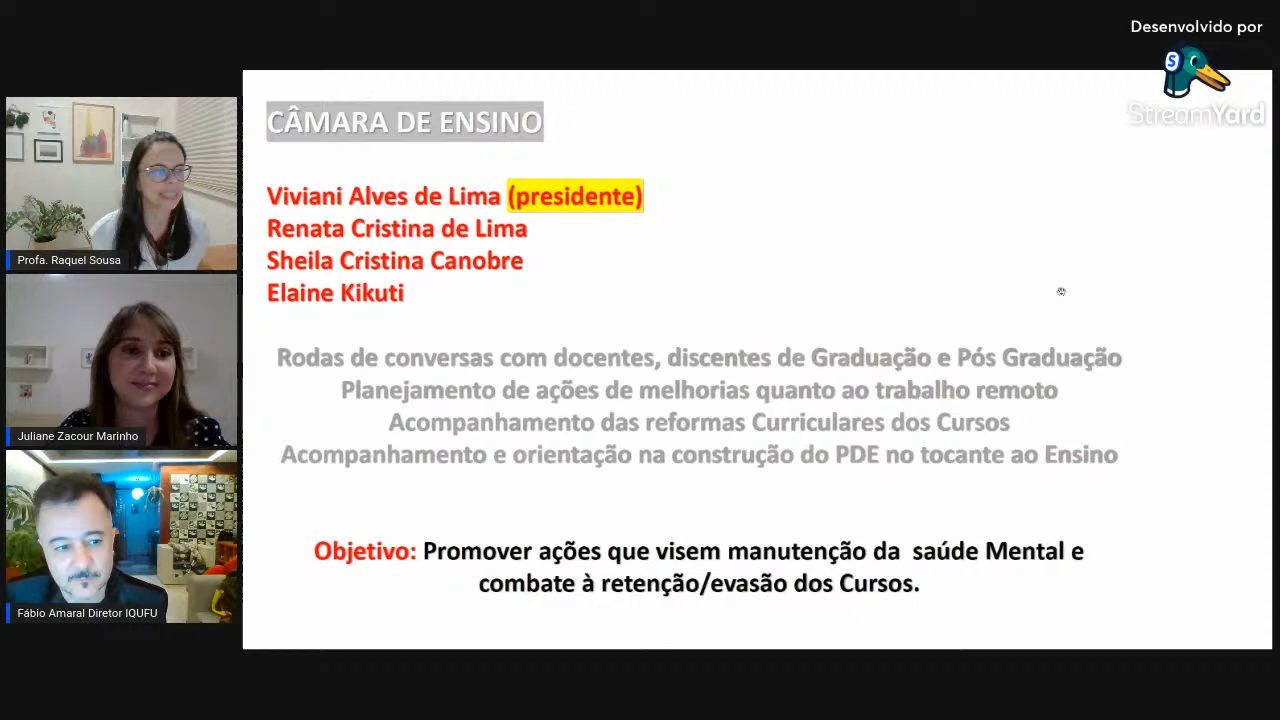 Desenvolvido por
StreamYard
CÂMARA DE ENSINO
Viviani Alves de Lima (presidente)
Renata Cristina de Lima
Sheila Cristina Canobre
Elaine Kikuti
Rodas de conversas com docentes, discentes de Graduação e Pós Graduação
Planejamento de ações de melhorias quanto ao trabalho remoto
Acompanhamento das reformas Curriculares dos Cursos
Acompanhamento e orientação na construção do PDE no tocante ao Ensino
Objetivo: Promover ações que visem manutenção da saúde Mental e
combate à retenção/evasão dos Cursos.
Profa. Raquel Sousa
Juliane Zacour Marinho
Fábio Amaral Diretor IQUFU